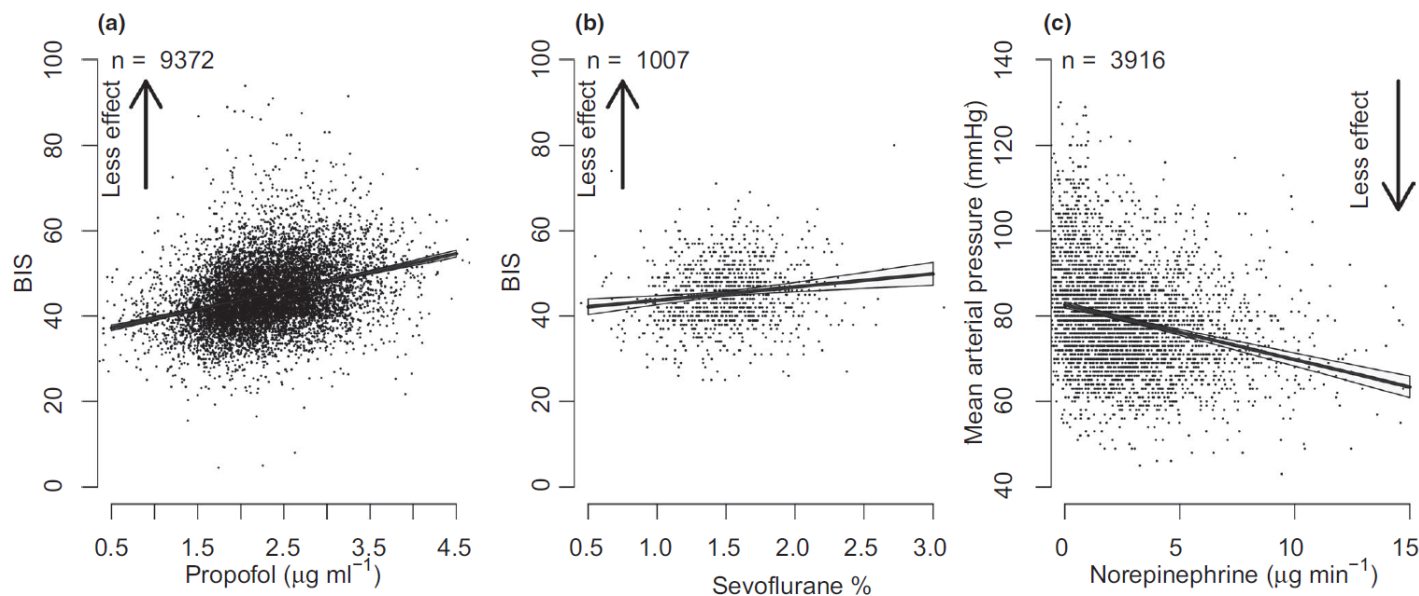 (a)
n = 9372
Less effect
BIS
100
80
60
40
20
0
0.5
1.5
2.5
3.5
4.5
Propofol (μg ml⁻¹)
(b)
n = 1007
Less effect
BIS
100
80
60
40
20
0
0.5
1.0
1.5
2.0
2.5
3.0
Sevoflurane %
(c)
n = 3916
Less effect
Mean arterial pressure (mmHg)
140
120
100
80
60
40
0
5
10
15
Norepinephrine (μg min⁻¹)